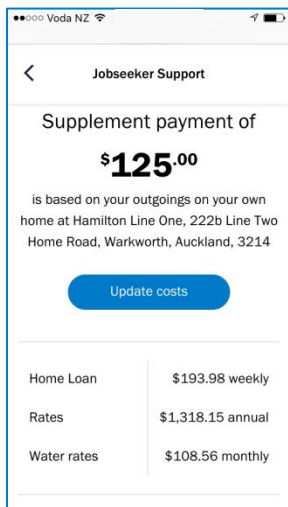 Voda NZ
Jobseeker Support
Supplement payment of
$125.00
is based on your outgoings on your own
home at Hamilton Line One, 222b Line Two
Home Road, Warkworth, Auckland, 3214
Update costs
Home Loan $193.98 weekly
Rates $1,318.15 annual
Water rates $108.56 monthly